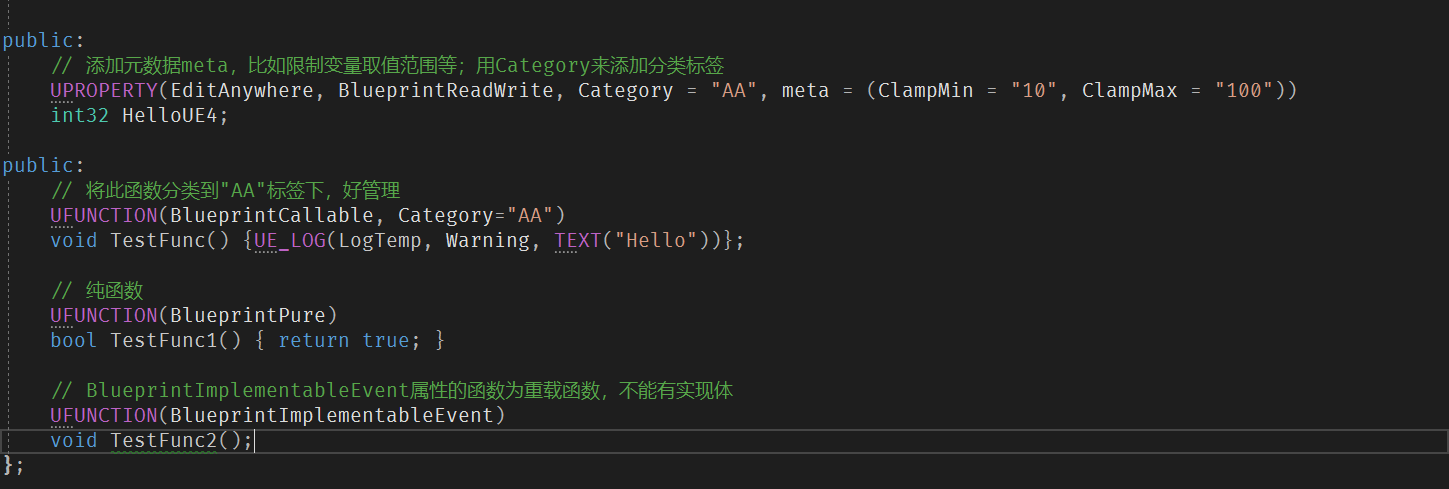 public:
// 添加元数据meta，比如限制变量取值范围等；用Category来添加分类标签
UPROPERTY(EditAnywhere, BlueprintReadWrite, Category = "AA", meta = (ClampMin = "10", ClampMax = "100"))
int32 HelloUE4;
public:
// 将此函数分类到"AA"标签下，好管理
UFUNCTION(BlueprintCallable, Category="AA")
void TestFunc() {UE_LOG(LogTemp, Warning, TEXT("Hello"))};
// 纯函数
UFUNCTION(BlueprintPure)
bool TestFunc1() { return true; }
// BlueprintImplementableEvent属性的函数为重载函数，不能有实现体
UFUNCTION(BlueprintImplementableEvent)
void TestFunc2();
};